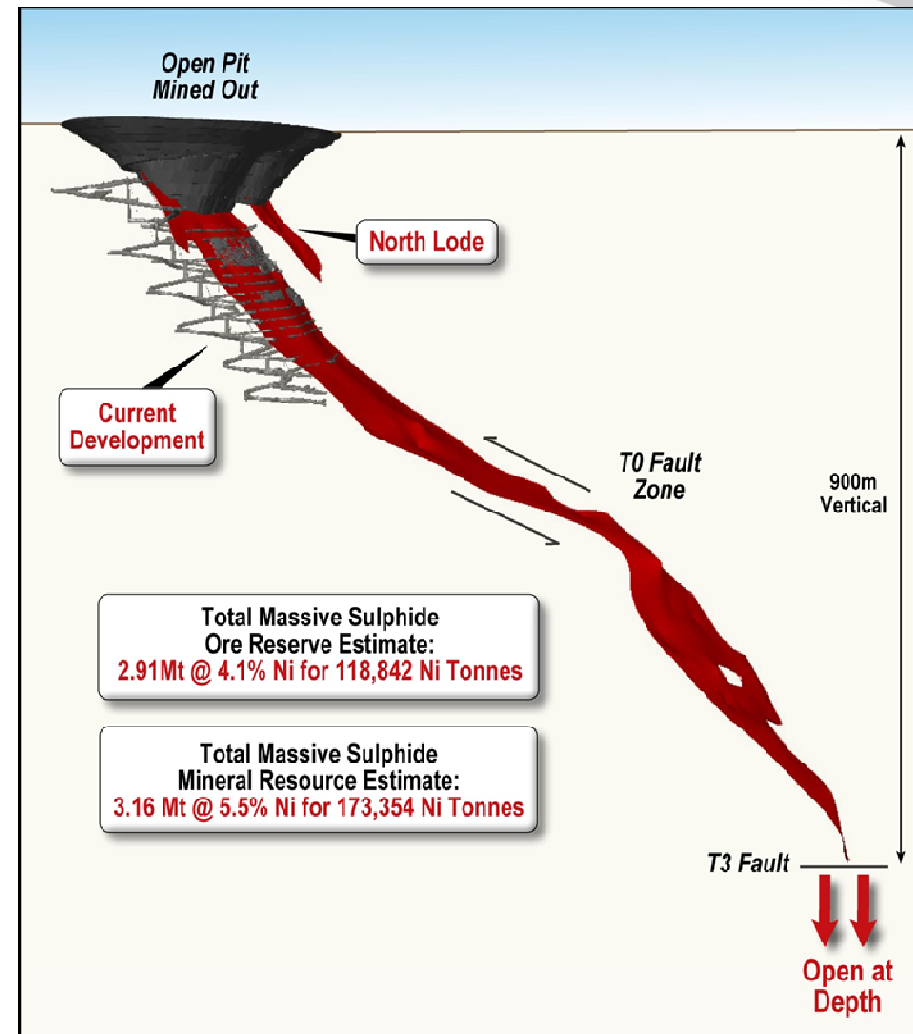 Open Pit
Mined Out
North Lode
Current
Development
T0 Fault
Zone
900m
Vertical
Total Massive Sulphide
Ore Reserve Estimate:
2.91Mt @ 4.1% Ni for 118,842 Ni Tonnes
Total Massive Sulphide
Mineral Resource Estimate:
3.16 Mt @ 5.5% Ni for 173,354 Ni Tonnes
T3 Fault
Open at
Depth